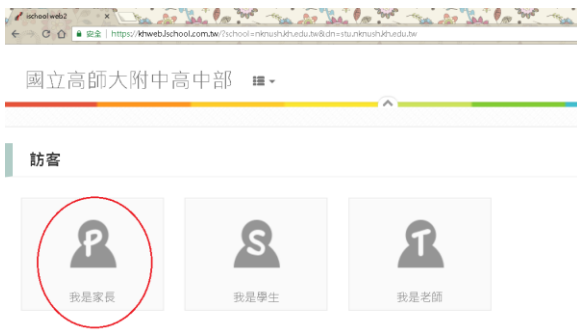 ischool web2
安全 | https://khweb.ischool.com.tw/?school=nknush.kh.edu.tw&dn=stu.nknush.kh.edu.tw
國立高師大附中高中部
訪客
P S T
我是家長 我是學生 我是老師